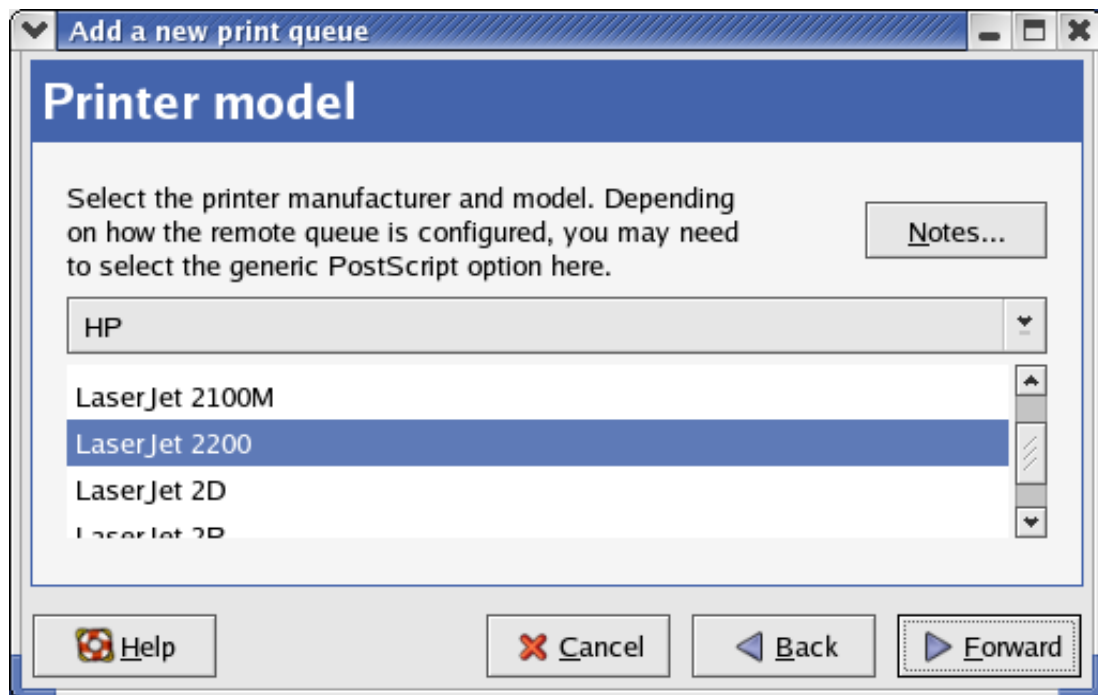 Add a new print queue
Printer model
Select the printer manufacturer and model. Depending
on how the remote queue is configured, you may need
to select the generic PostScript option here.
Notes...
HP
LaserJet 2100M
LaserJet 2200
LaserJet 2D
Help
Cancel
Back
Forward